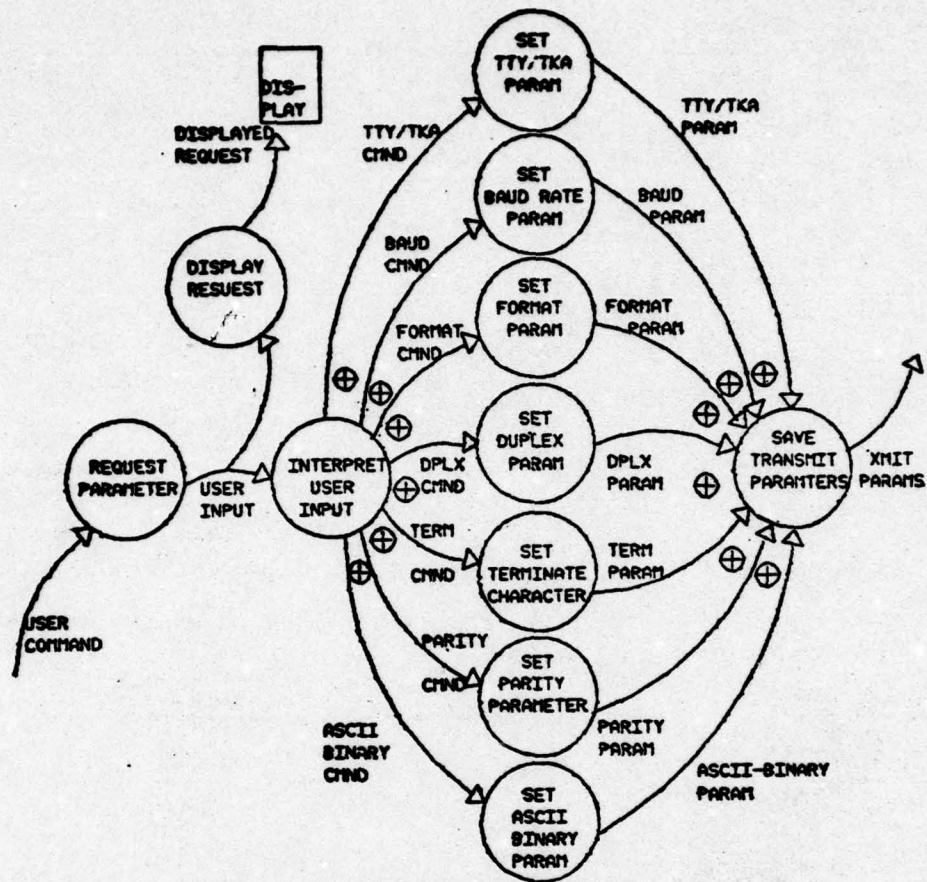 SET
TTY/TKA
PARAM
DIS-
PLAY
DISPLAYED
REQUEST
TTY/TKA
CMND
TTY/TKA
PARAM
SET
BAUD RATE
PARAM
BAUD
PARAM
BAUD
CMND
DISPLAY
RESUEST
SET
FORMAT
PARAM
FORMAT
PARAM
FORMAT
CMND
REQUEST
PARAMETER
USER
INPUT
INTERPRET
USER
INPUT
DPLX
CMND
SET
DUPLEX
PARAM
DPLX
PARAM
SAVE
TRANSMIT
PARAMTERS
XMIT
PARAMS
TERM
CMND
SET
TERMINATE
CHARACTER
TERM
PARAM
USER
COMMAND
PARITY
CMND
SET
PARITY
PARAMETER
PARITY
PARAM
ASCII
BINARY
CMND
ASCII-BINARY
PARAM
SET
ASCII
BINARY
PARAM